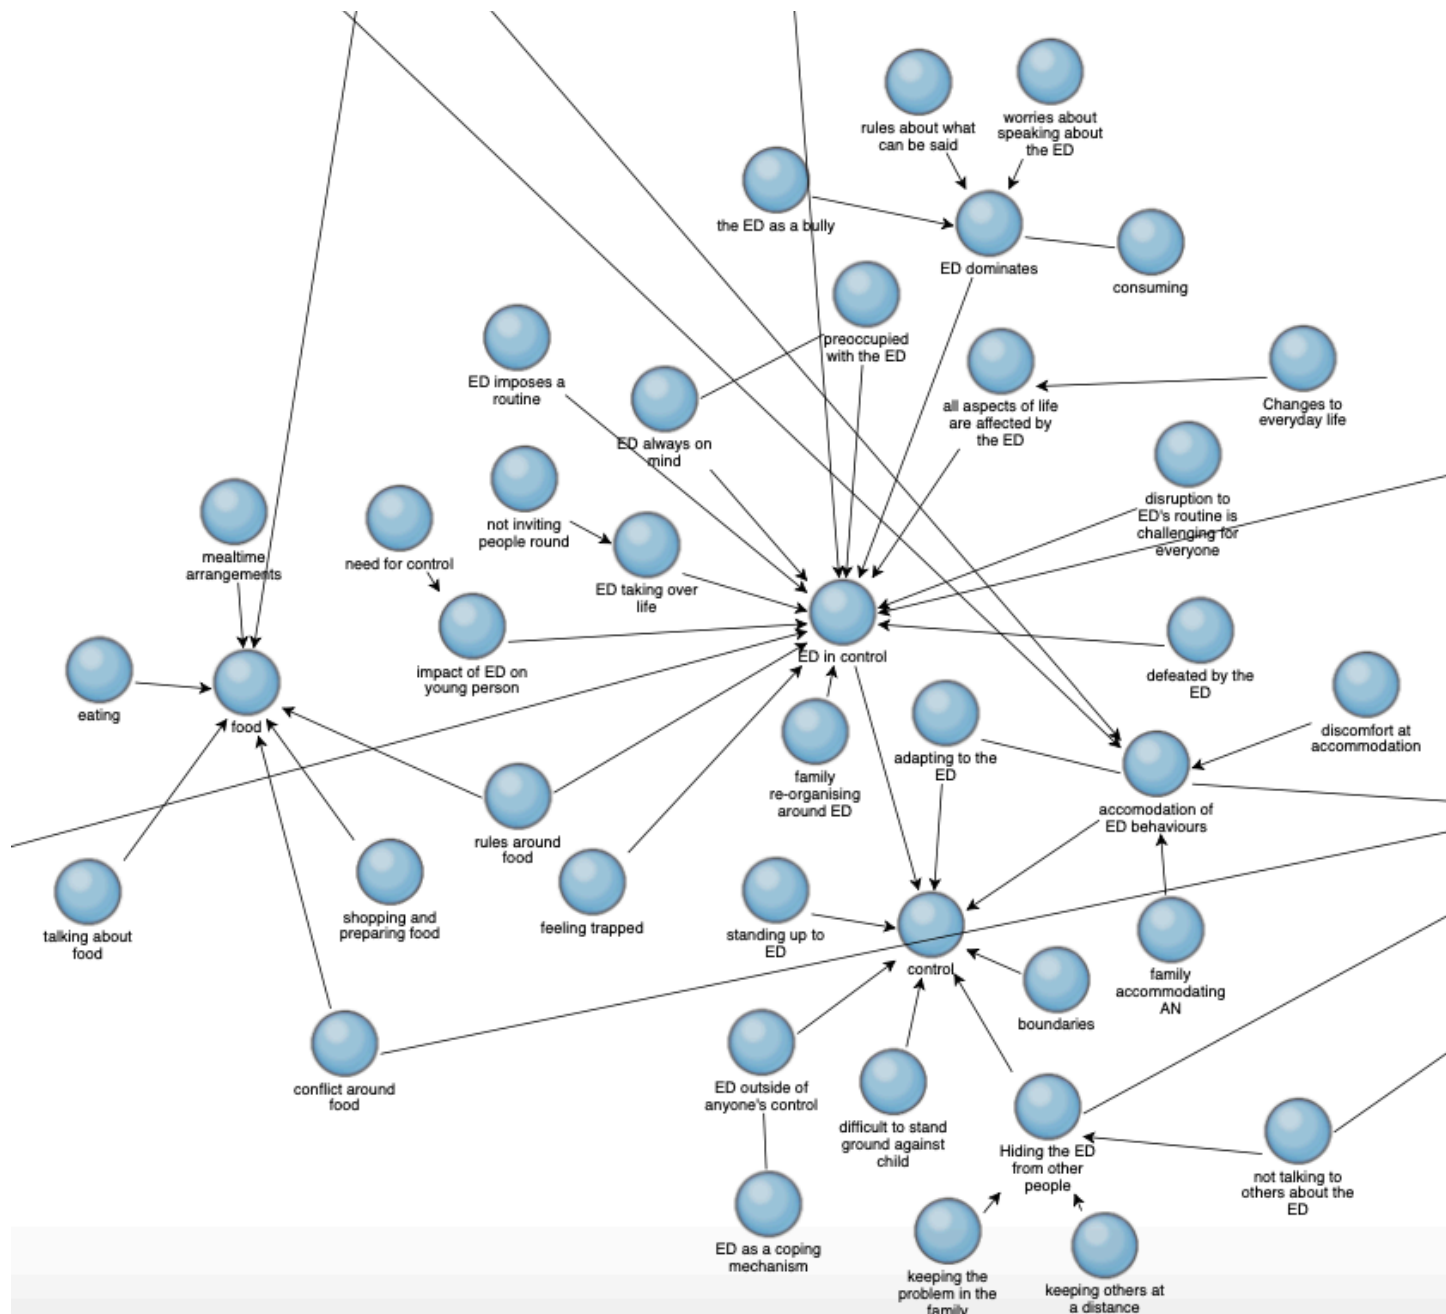 rules about what
can be said
worries about
speaking about
the ED
the ED as a bully
ED dominates
consuming
preoccupied
with the ED
ED imposes a
routine
ED always on
mind
all aspects of life
are affected by
the ED
Changes to
everyday life
disruption to
ED's routine is
challenging for
everyone
not inviting
people round
mealtime
arrangements
need for control
ED taking over
life
impact of ED on
young person
ED in control
defeated by the
ED
eating
food
discomfort at
accommodation
family
re-organising
around ED
adapting to the
ED
accomodation of
ED behaviours
rules around
food
talking about
food
shopping and
preparing food
feeling trapped
standing up to
ED
control
family
accommodating
AN
boundaries
conflict around
food
ED outside of
anyone's control
difficult to stand
ground against
child
Hiding the ED
from other
people
not talking to
others about the
ED
ED as a coping
mechanism
keeping the
problem in the
family
keeping others at
a distance